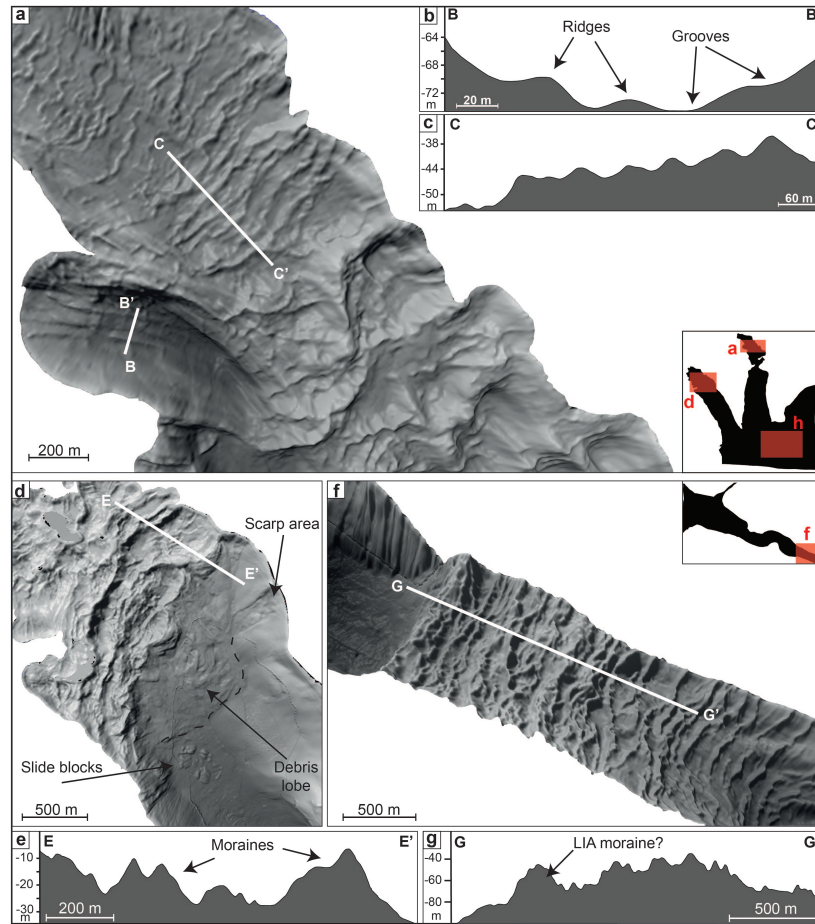 a
C
C'
B'
B
200 m
b
B
B
-64
-68
-72
m
20 m
Ridges
Grooves
c
C
C
-38
-44
-50
m
60 m
a
d
h
d
E
E'
Scarp area
Slide blocks
Debris
lobe
500 m
f
G
G'
500 m
f
e
E
E'
-10
-20
-30
m
200 m
Moraines
g
G
G
-40
-60
-80
m
LIA moraine?
500 m